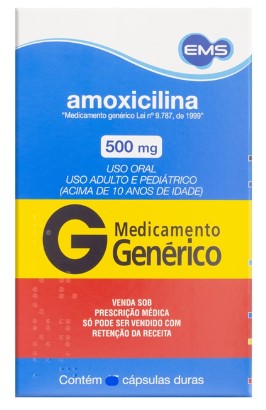 EMS
amoxicilina
"Medicamento genérico Lei nº 9.787, de 1999"
500 mg
USO ORAL
USO ADULTO E PEDIÁTRICO
(ACIMA DE 10 ANOS DE IDADE)
G Medicamento
Genérico
VENDA SOB
PRESCRIÇÃO MÉDICA
SÓ PODE SER VENDIDO COM
RETENÇÃO DA RECEITA
Contém cápsulas duras